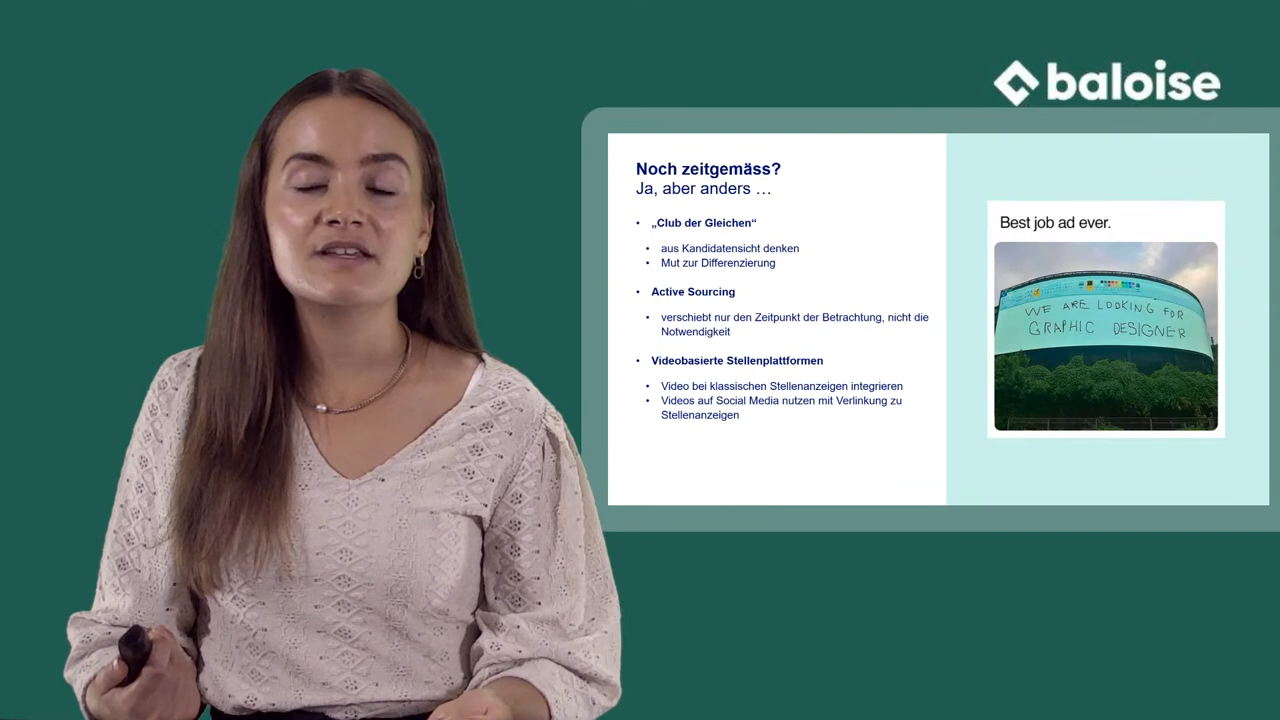 baloise
Noch zeitgemäss?
Ja, aber anders …
• „Club der Gleichen“
• aus Kandidatensicht denken
• Mut zur Differenzierung
• Active Sourcing
• verschiebt nur den Zeitpunkt der Betrachtung, nicht die
Notwendigkeit
• Videobasierte Stellenplattformen
• Video bei klassischen Stellenanzeigen integrieren
• Videos auf Social Media nutzen mit Verlinkung zu
Stellenanzeigen
Best job ad ever.
WE ARE LOOKING FOR
GRAPHIC DESIGNER